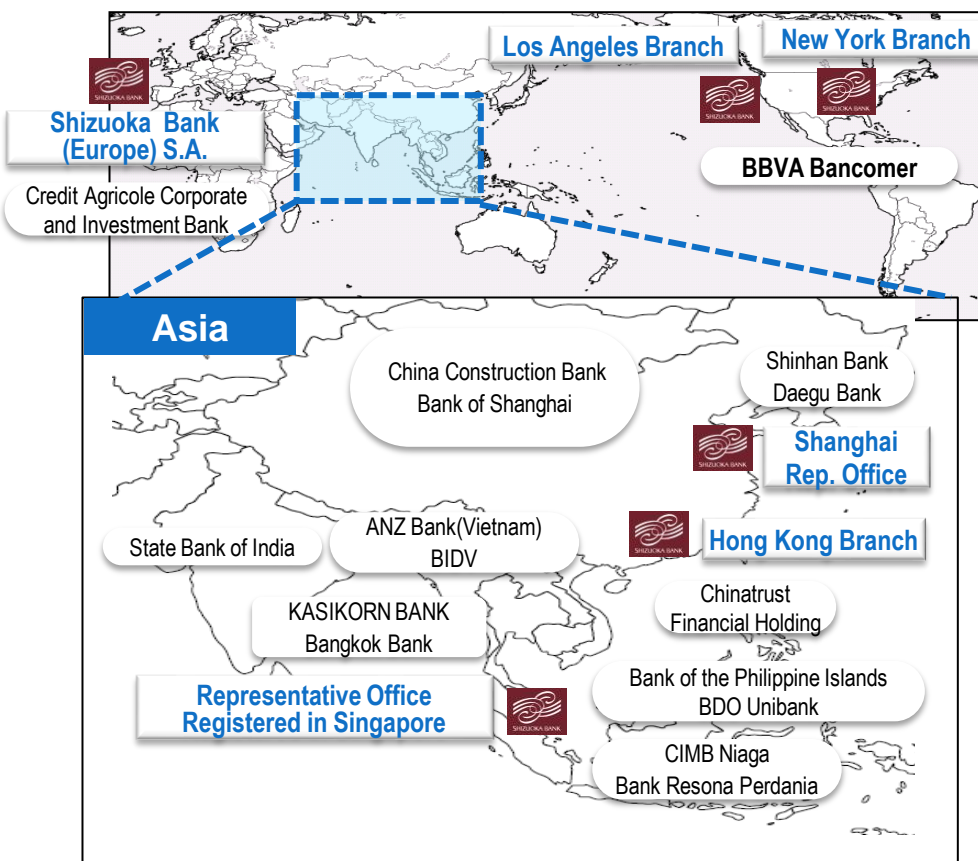 Los Angeles Branch
New York Branch
SHIZUOKA BANK
SHIZUOKA BANK
SHIZUOKA BANK
Shizuoka Bank
(Europe) S.A.
BBVA Bancomer
Credit Agricole Corporate
and Investment Bank
Asia
China Construction Bank
Bank of Shanghai
Shinhan Bank
Daegu Bank
SHIZUOKA BANK
Shanghai
Rep. Office
State Bank of India
ANZ Bank(Vietnam)
BIDV
SHIZUOKA BANK
Hong Kong Branch
KASIKORN BANK
Bangkok Bank
Chinatrust
Financial Holding
Representative Office
Registered in Singapore
SHIZUOKA BANK
Bank of the Philippine Islands
BDO Unibank
CIMB Niaga
Bank Resona Perdania